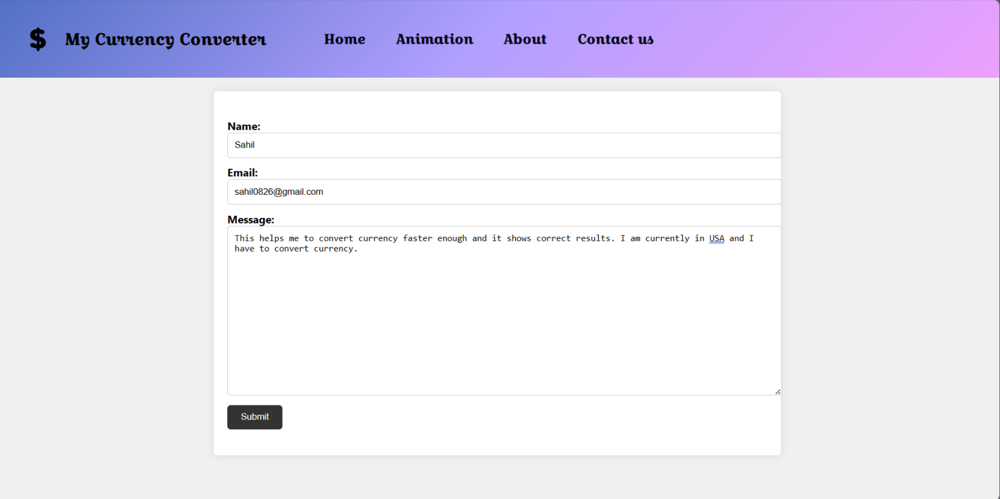 $ My Currency Converter Home Animation About Contact us
Name:
Sahil
Email:
sahil0826@gmail.com
Message:
This helps me to convert currency faster enough and it shows correct results. I am currently in USA and I
have to convert currency.
Submit